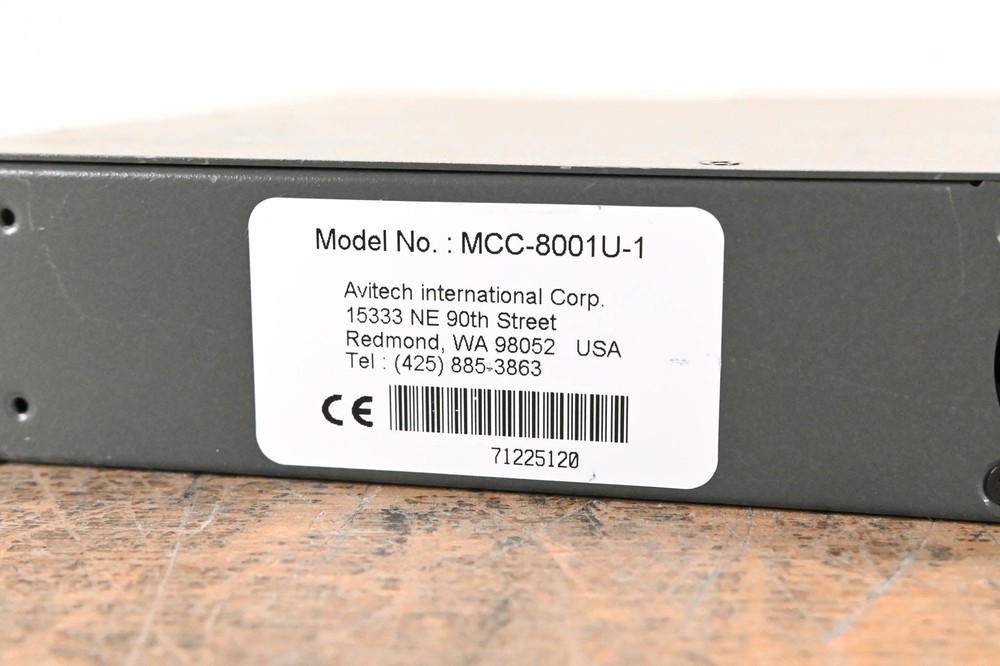 Model No. : MCC-8001U-1
Avitech international Corp.
15333 NE 90th Street
Redmond, WA 98052 USA
Tel : (425) 885-3863
CE
71225120